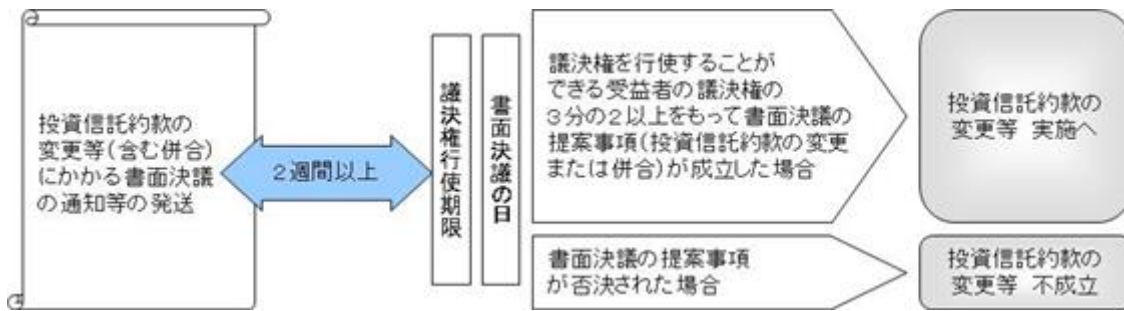 投資信託約款の
変更等(含む併合)
にかかる書面決議
の通知等の発送
2週間以上
議決権行使期限
書面決議の日
議決権を行使することが
できる受益者の議決権の
3分の2以上をもって書面決議の
提案事項(投資信託約款の変更
または併合)が成立した場合
投資信託約款の
変更等 実施へ
書面決議の提案事項
が否決された場合
投資信託約款の
変更等 不成立